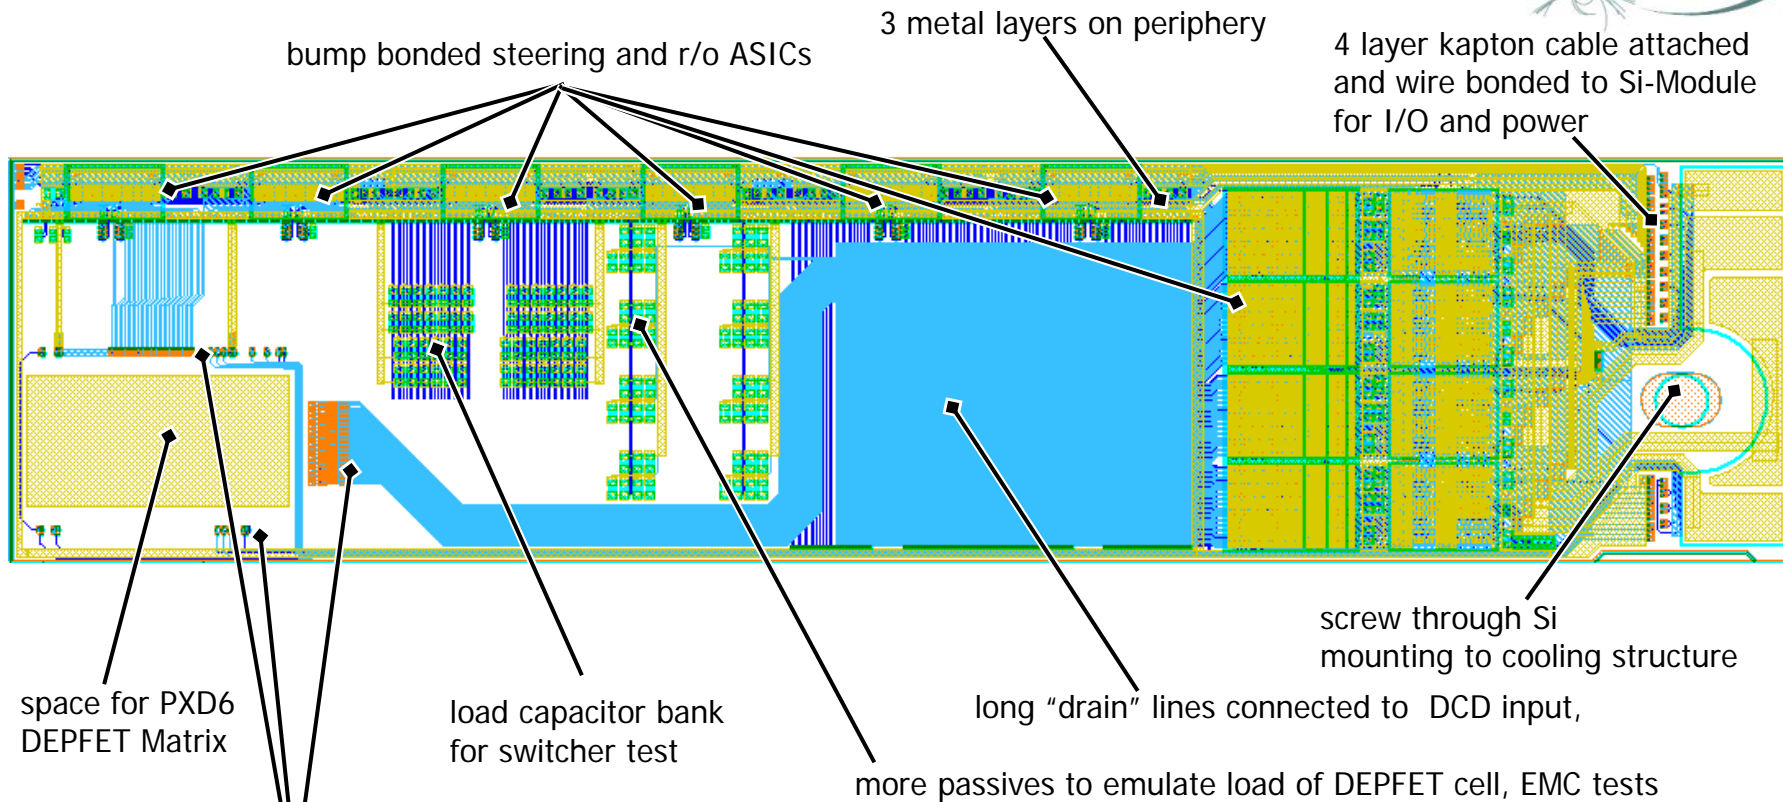 3 metal layers on periphery
bump bonded steering and r/o ASICs
4 layer kapton cable attached
and wire bonded to Si-Module
for I/O and power
screw through Si
mounting to cooling structure
space for PXD6
DEPFET Matrix
load capacitor bank
for switcher test
long “drain” lines connected to DCD input,
more passives to emulate load of DEPFET cell, EMC tests